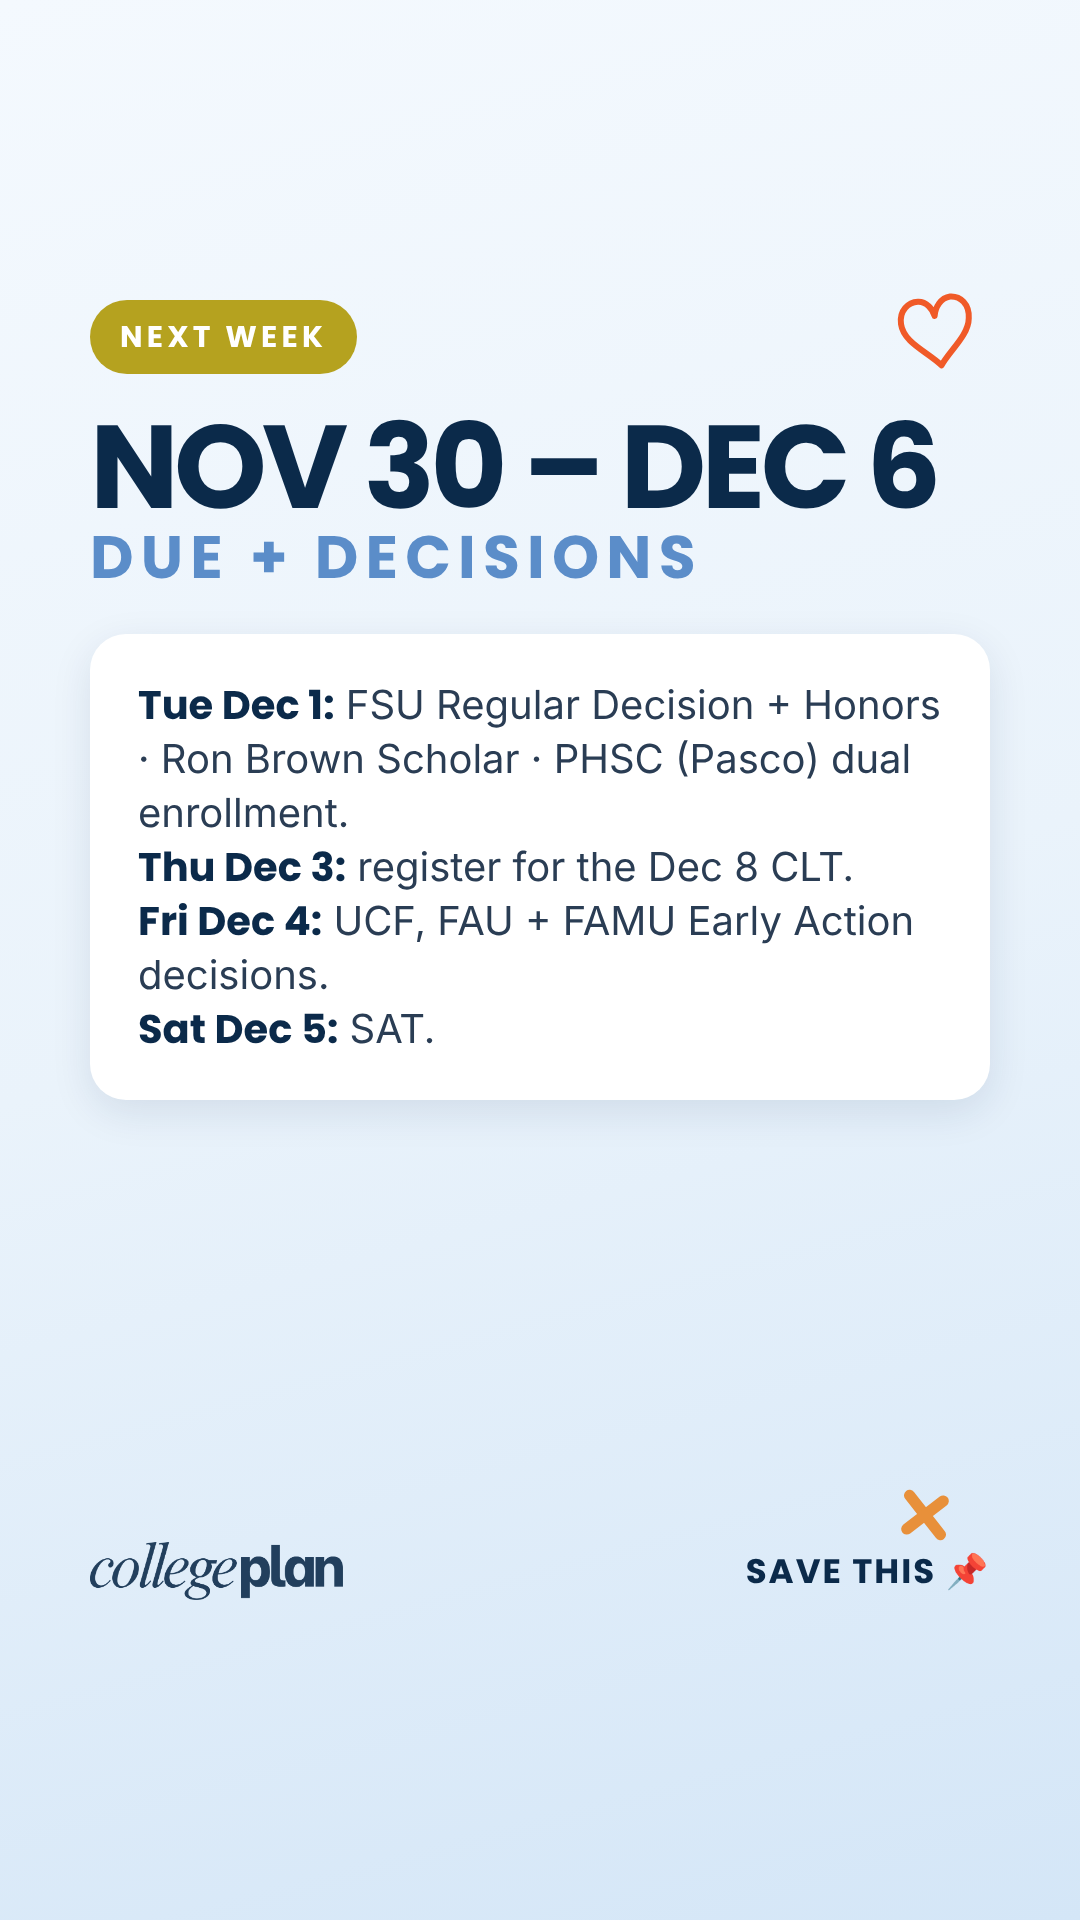 NEXT WEEK
NOV 30 – DEC 6
DUE + DECISIONS
Tue Dec 1: FSU Regular Decision + Honors
· Ron Brown Scholar · PHSC (Pasco) dual
enrollment.
Thu Dec 3: register for the Dec 8 CLT.
Fri Dec 4: UCF, FAU + FAMU Early Action
decisions.
Sat Dec 5: SAT.
collegeplan
SAVE THIS 📌